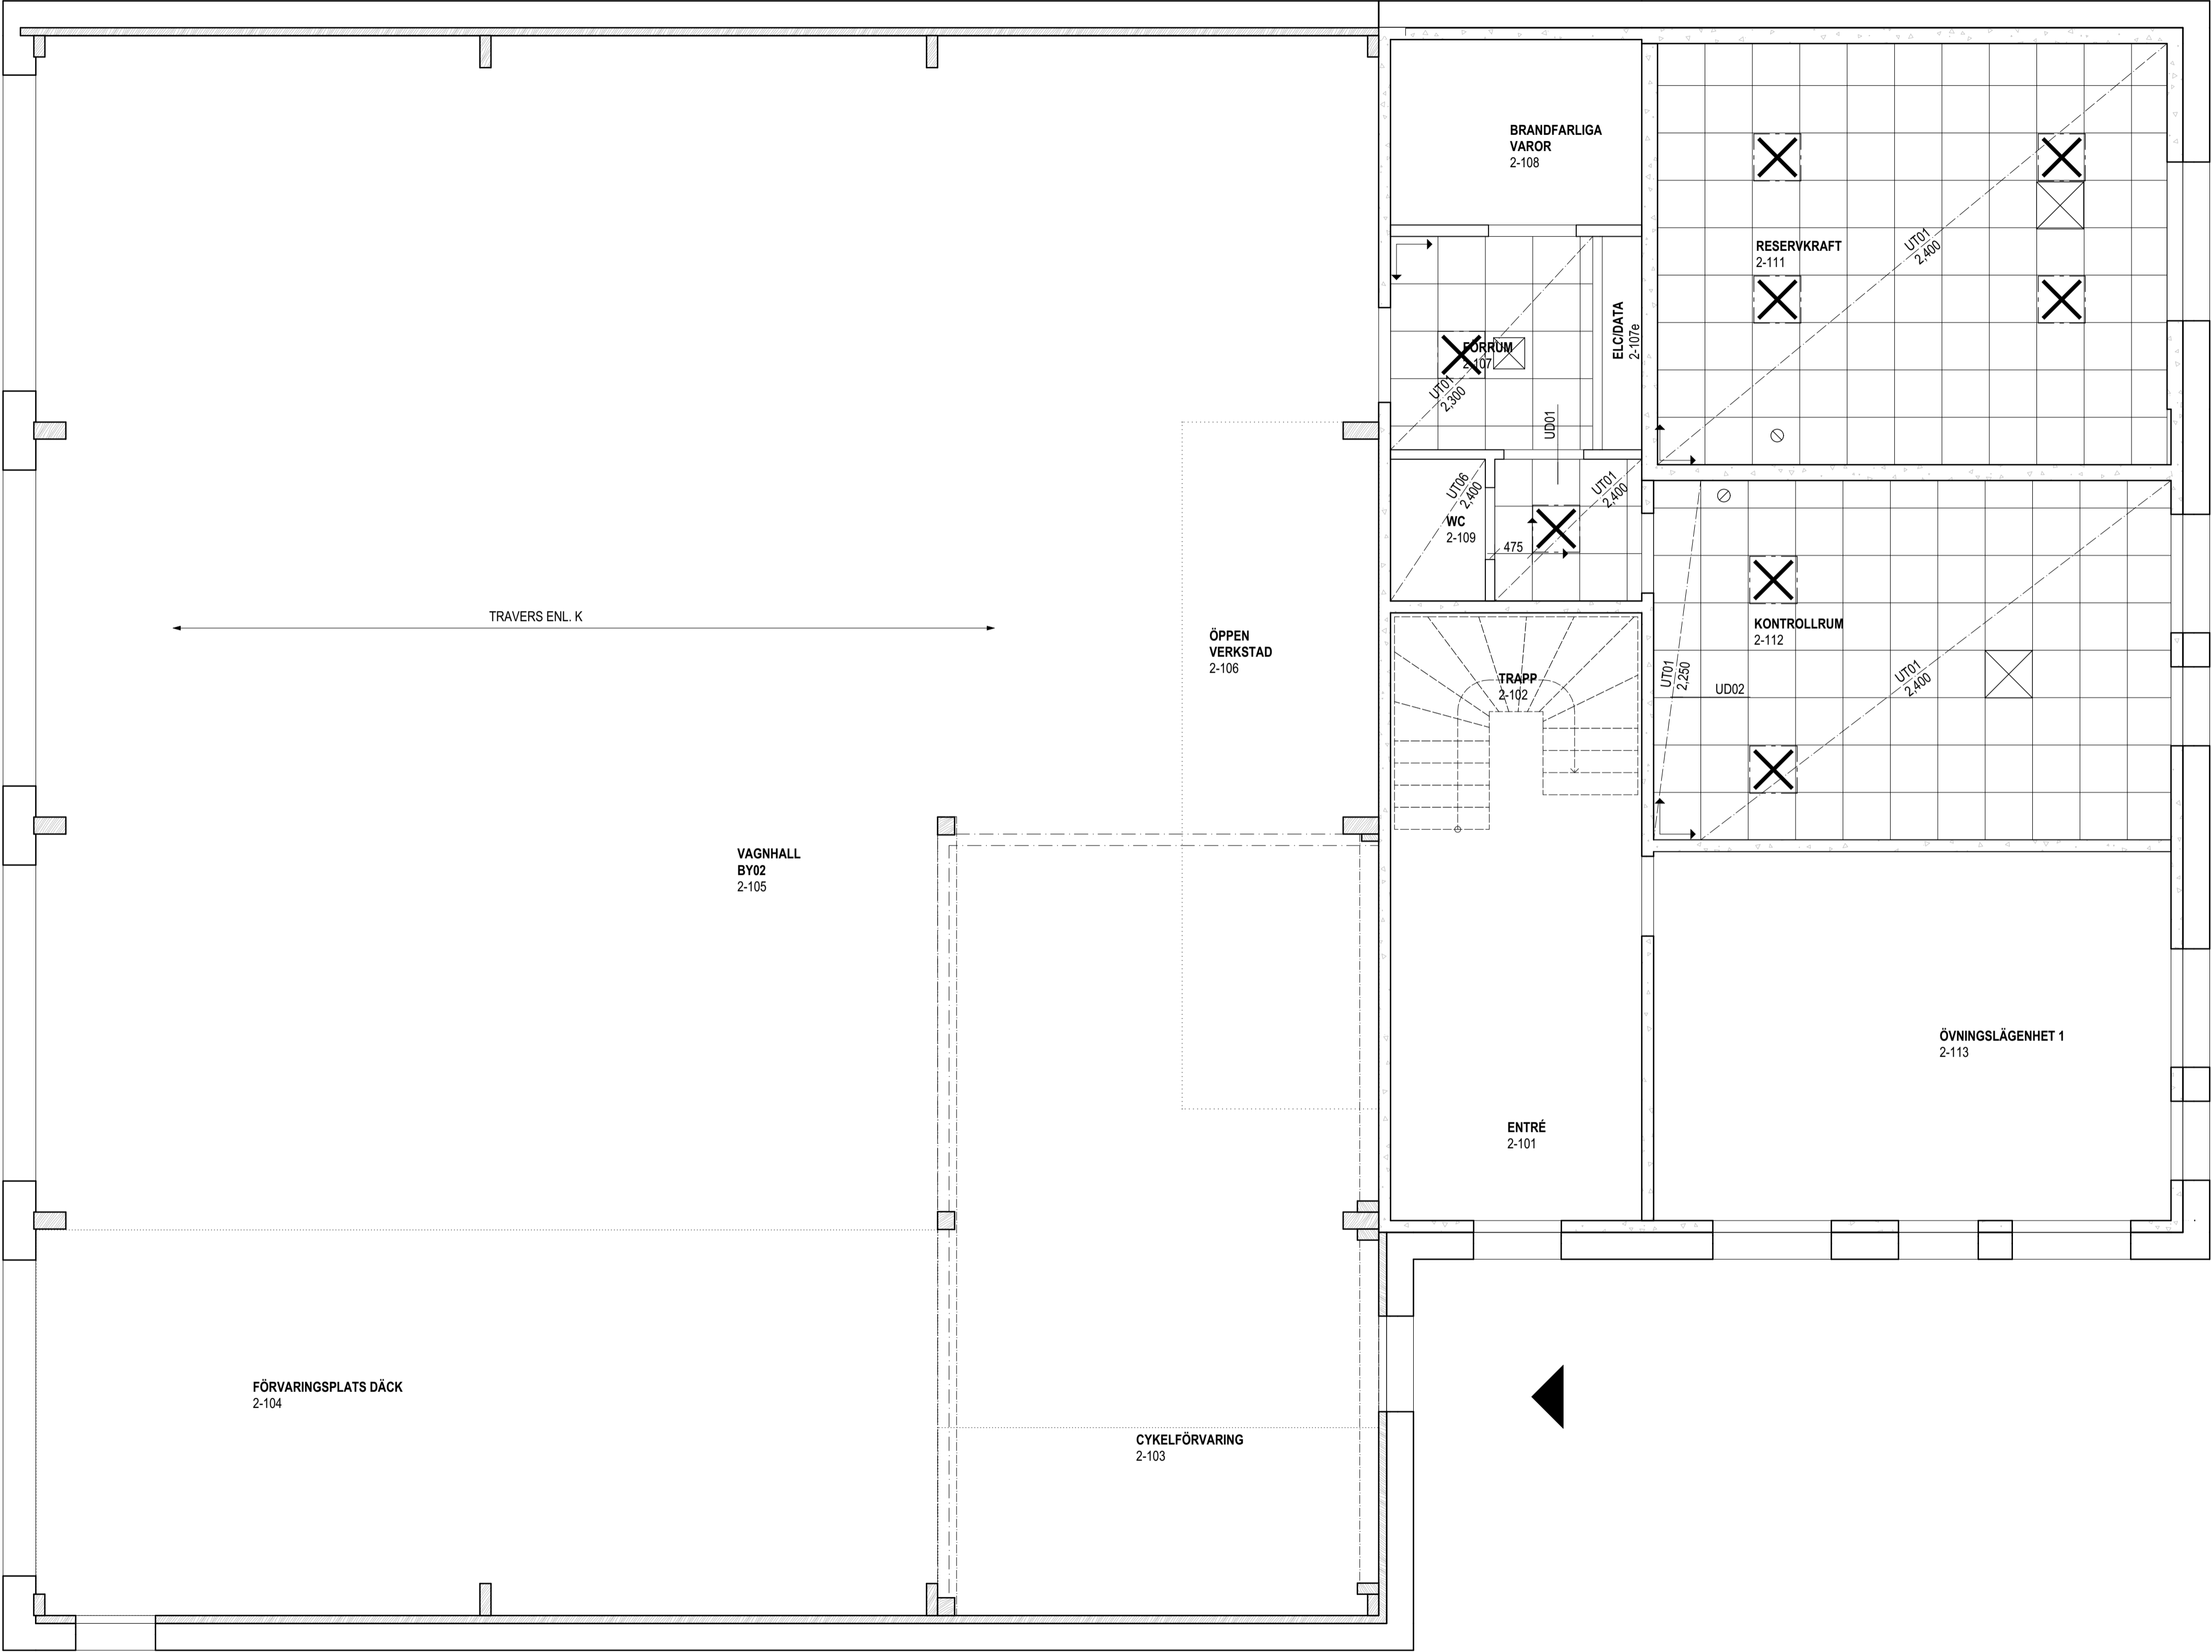 BRANDFARLIGA
VAROR
2-108
RESERVKRAFT
2-111
UT01
2,400
ELC/DATA
2-107e
FÖRRUM
2-107
UT01
2,300
UD01
UT06
2,400
WC
2-109
475
UT01
2,400
TRAVERS ENL. K
ÖPPEN
VERKSTAD
2-106
TRAPP
2-102
KONTROLLRUM
2-112
UT01
2,250
UD02
UT01
2,400
VAGNHALL
BY02
2-105
ÖVNINGSLÄGENHET 1
2-113
ENTRÉ
2-101
FÖRVARINGSPLATS DÄCK
2-104
CYKELFÖRVARING
2-103